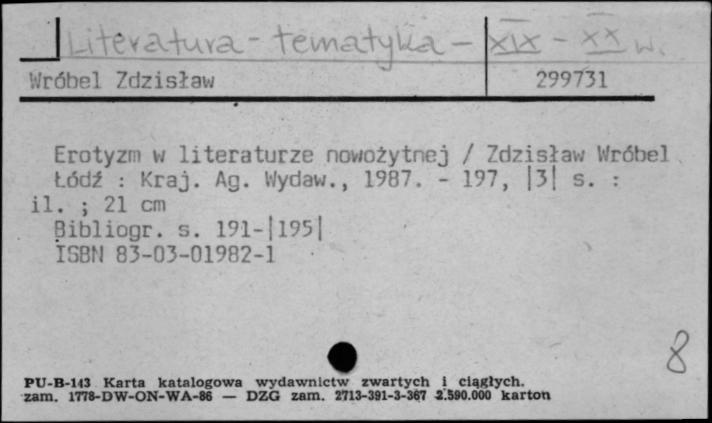 Literatura - tematyka - XIX - XX w.
Wróbel Zdzisław 299731
Erotyzm w literaturze nowożytnej / Zdzisław Wróbel
Łódź : Kraj. Ag. Wydaw., 1987. - 197, |3| s. :
il. ; 21 cm
Bibliogr. s. 191-|195|
ISBN 83-03-01982-1
8
PU-B-143 Karta katalogowa wydawnictw zwartych i ciągłych.
zam. 1778-DW-ON-WA-86 — DZG zam. 2713-391-3-367 2.590.000 karton